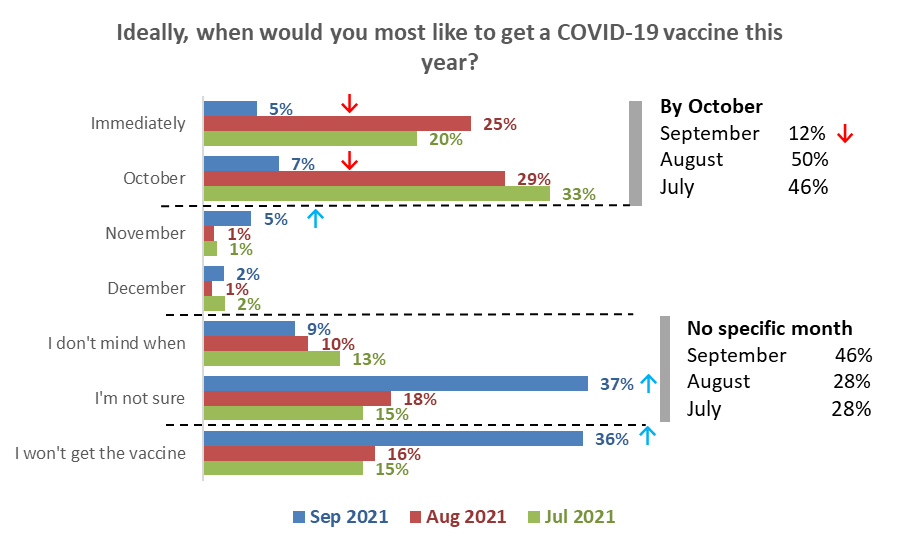 Ideally, when would you most like to get a COVID-19 vaccine this
year?
Immediately
5%
25%
20%
October
7%
29%
33%
November
5%
1%
1%
December
2%
1%
2%
I don't mind when
9%
10%
13%
I'm not sure
37%
18%
15%
I won't get the vaccine
36%
16%
15%
By October
September 12%
August 50%
July 46%
No specific month
September 46%
August 28%
July 28%
Sep 2021 Aug 2021 Jul 2021